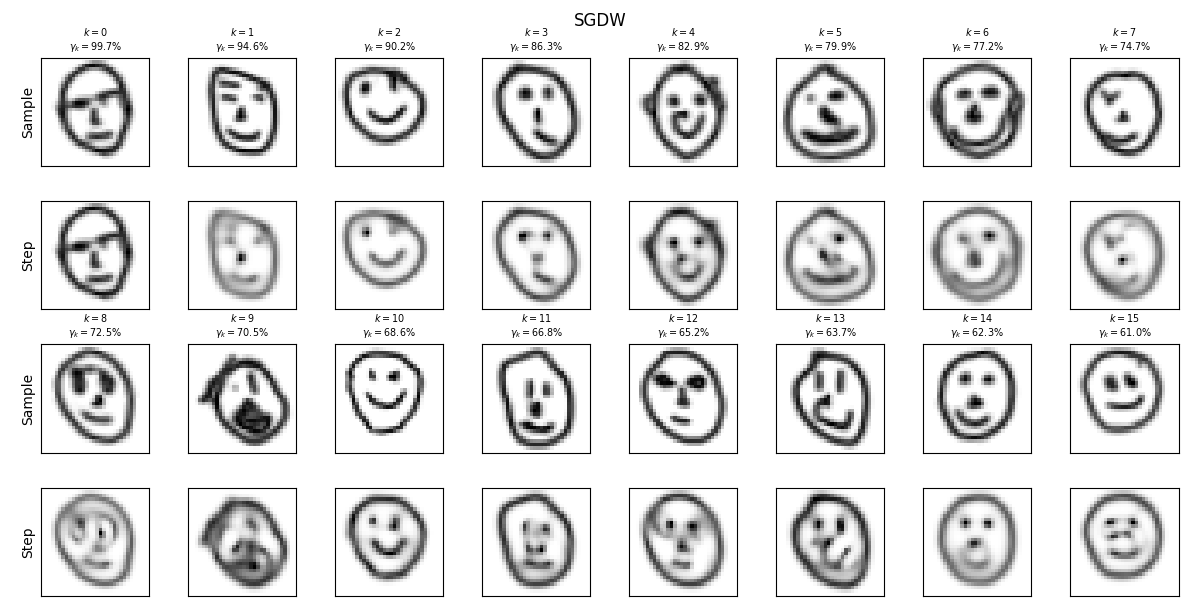 SGDW
k = 0 k = 1 k = 2 k = 3 k = 4 k = 5 k = 6 k = 7
γk = 99.7% γk = 94.6% γk = 90.2% γk = 86.3% γk = 82.9% γk = 79.9% γk = 77.2% γk = 74.7%
Sample
Step
k = 8 k = 9 k = 10 k = 11 k = 12 k = 13 k = 14 k = 15
γk = 72.5% γk = 70.5% γk = 68.6% γk = 66.8% γk = 65.2% γk = 63.7% γk = 62.3% γk = 61.0%
Sample
Step